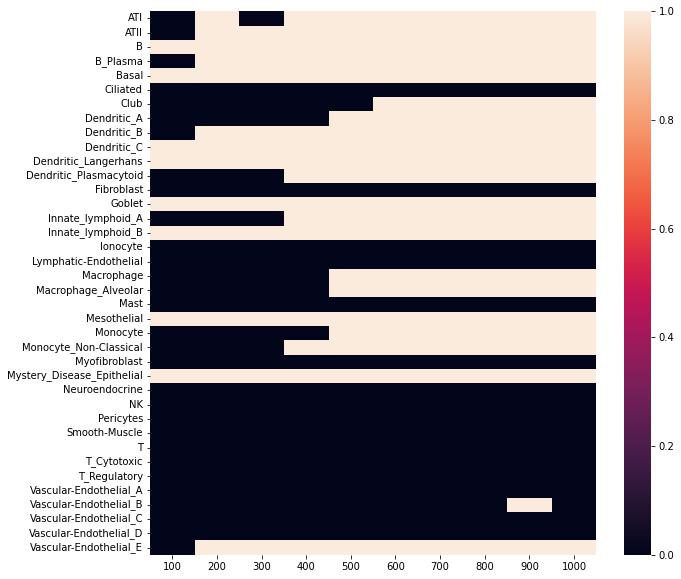 ATI
ATII
B
B_Plasma
Basal
Ciliated
Club
Dendritic_A
Dendritic_B
Dendritic_C
Dendritic_Langerhans
Dendritic_Plasmacytoid
Fibroblast
Goblet
Innate_lymphoid_A
Innate_lymphoid_B
Ionocyte
Lymphatic-Endothelial
Macrophage
Macrophage_Alveolar
Mast
Mesothelial
Monocyte
Monocyte_Non-Classical
Myofibroblast
Mystery_Disease_Epithelial
Neuroendocrine
NK
Pericytes
Smooth-Muscle
T
T_Cytotoxic
T_Regulatory
Vascular-Endothelial_A
Vascular-Endothelial_B
Vascular-Endothelial_C
Vascular-Endothelial_D
Vascular-Endothelial_E
100 200 300 400 500 600 700 800 900 1000
1.0
0.8
0.6
0.4
0.2
0.0